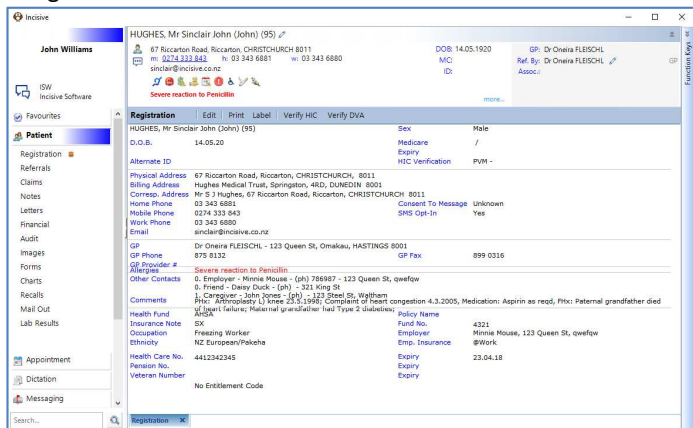 Incisive
John Williams
ISW
Incisive Software
Favourites
Patient
Registration
Referrals
Claims
Notes
Letters
Financial
Audit
Images
Forms
Charts
Recalls
Mail Out
Lab Results
Appointment
Dictation
Messaging
Search...
HUGHES, Mr Sinclair John (John) (95)
67 Riccarton Road, Riccarton, CHRISTCHURCH 8011
m: 0274 333 843 h: 03 343 6881 w: 03 343 6880
sinclair@incisive.co.nz
Severe reaction to Penicillin
DOB: 14.05.1920
MC:
ID:
more...
GP: Dr Oneira FLEISCHL
Ref. By: Dr Oneira FLEISCHL GP
Assoc.:
Function Keys
Registration Edit Print Label Verify HIC Verify DVA
HUGHES, Mr Sinclair John (John) (95) Sex Male
D.O.B. 14.05.20 Medicare /
Expiry
Alternate ID HIC Verification PVM -
Physical Address 67 Riccarton Road, Riccarton, CHRISTCHURCH, 8011
Billing Address Hughes Medical Trust, Springston, 4RD, DUNEDIN 8001
Corresp. Address Mr S J Hughes, 67 Riccarton Road, Riccarton, CHRISTCHURCH 8011
Home Phone 03 343 6881 Consent To Message Unknown
Mobile Phone 0274 333 843 SMS Opt-In Yes
Work Phone 03 343 6880
Email sinclair@incisive.co.nz
GP Dr Oneira FLEISCHL - 123 Queen St, Omakau, HASTINGS 8001
GP Phone 875 8132 GP Fax 899 0316
GP Provider #
Allergies Severe reaction to Penicillin
Other Contacts 0. Employer - Minnie Mouse - (ph) 786987 - 123 Queen St, qwefqw
0. Friend - Daisy Duck - (ph) - 321 King St
1. Caregiver - John Jones - (ph) - 123 Steel St, Waltham
Comments PHx: Arthroplasty L) knee 23.5.1998; Complaint of heart congestion 4.3.2005, Medication: Aspirin as reqd, FHx: Paternal grandfather died
of heart failure; Maternal grandfather had Type 2 diabetes;
Health Fund AHSA Policy Name
Insurance Note SX Fund No. 4321
Occupation Freezing Worker Employer Minnie Mouse, 123 Queen St, qwefqw
Ethnicity NZ European/Pakeha Emp. Insurance @Work
Health Care No. 4412342345 Expiry 23.04.18
Pension No. Expiry
Veteran Number Expiry
No Entitlement Code
Registration X